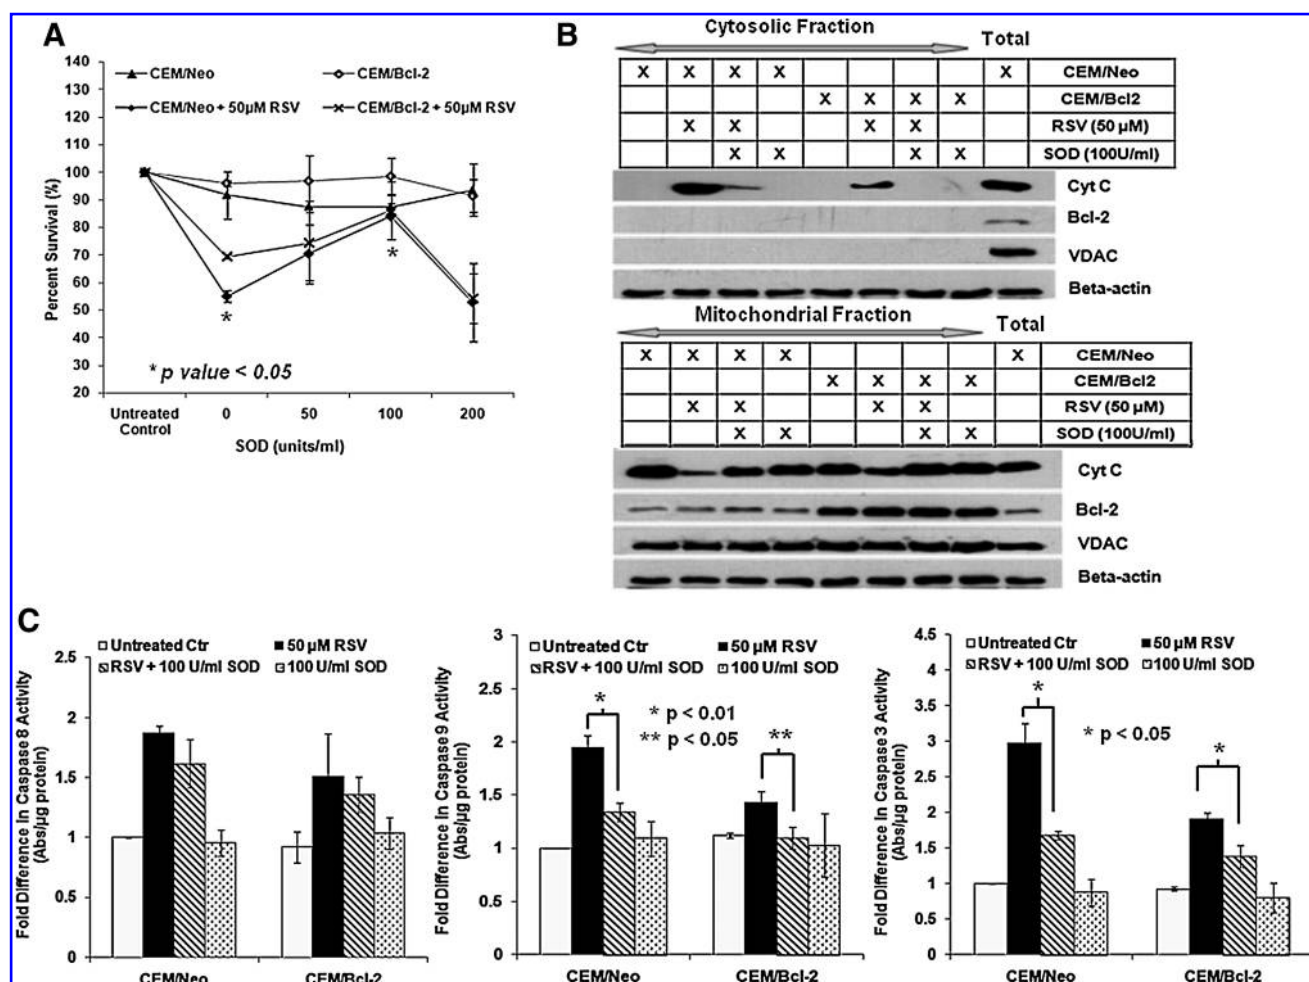 A
140
130
120
110
100
90
80
70
60
50
40
30
20
Percent Survival (%)
CEM/Neo
CEM/Bcl-2
CEM/Neo + 50µM RSV
CEM/Bcl-2 + 50µM RSV
*
*
* p value < 0.05
Untreated Control
0
50
100
200
SOD (units/ml)
B
Cytosolic Fraction
Total
X X X X X CEM/Neo
X X X X CEM/Bcl2
X X X X RSV (50 µM)
X X X X SOD (100U/ml)
Cyt C
Bcl-2
VDAC
Beta-actin
Mitochondrial Fraction
Total
X X X X X CEM/Neo
X X X X CEM/Bcl2
X X X X RSV (50 µM)
X X X X SOD (100U/ml)
Cyt C
Bcl-2
VDAC
Beta-actin
C
Untreated Ctr
50 µM RSV
RSV + 100 U/ml SOD
100 U/ml SOD
Fold Difference In Caspase 8 Activity
(Abs/µg protein)
2.5
2
1.5
1
0.5
0
CEM/Neo
CEM/Bcl-2
Untreated Ctr
50 µM RSV
RSV + 100 U/ml SOD
100 U/ml SOD
Fold Difference In Caspase 9 Activity
(Abs/µg protein)
3
2.5
2
1.5
1
0.5
0
*
* p < 0.01
** p < 0.05
**
CEM/Neo
CEM/Bcl-2
Untreated Ctr
50 µM RSV
RSV + 100 U/ml SOD
100 U/ml SOD
Fold Difference In Caspase 3 Activity
(Abs/µg protein)
4.5
4
3.5
3
2.5
2
1.5
1
0.5
0
*
* p < 0.05
*
CEM/Neo
CEM/Bcl-2